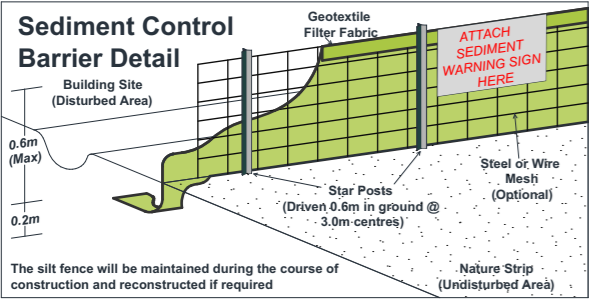 Sediment Control
Barrier Detail
Geotextile
Filter Fabric
ATTACH
SEDIMENT
WARNING SIGN
HERE
Building Site
(Disturbed Area)
0.6m
(Max)
0.2m
Star Posts
(Driven 0.6m in ground @
3.0m centres)
Steel or Wire
Mesh
(Optional)
The silt fence will be maintained during the course of
construction and reconstructed if required
Nature Strip
(Undisturbed Area)